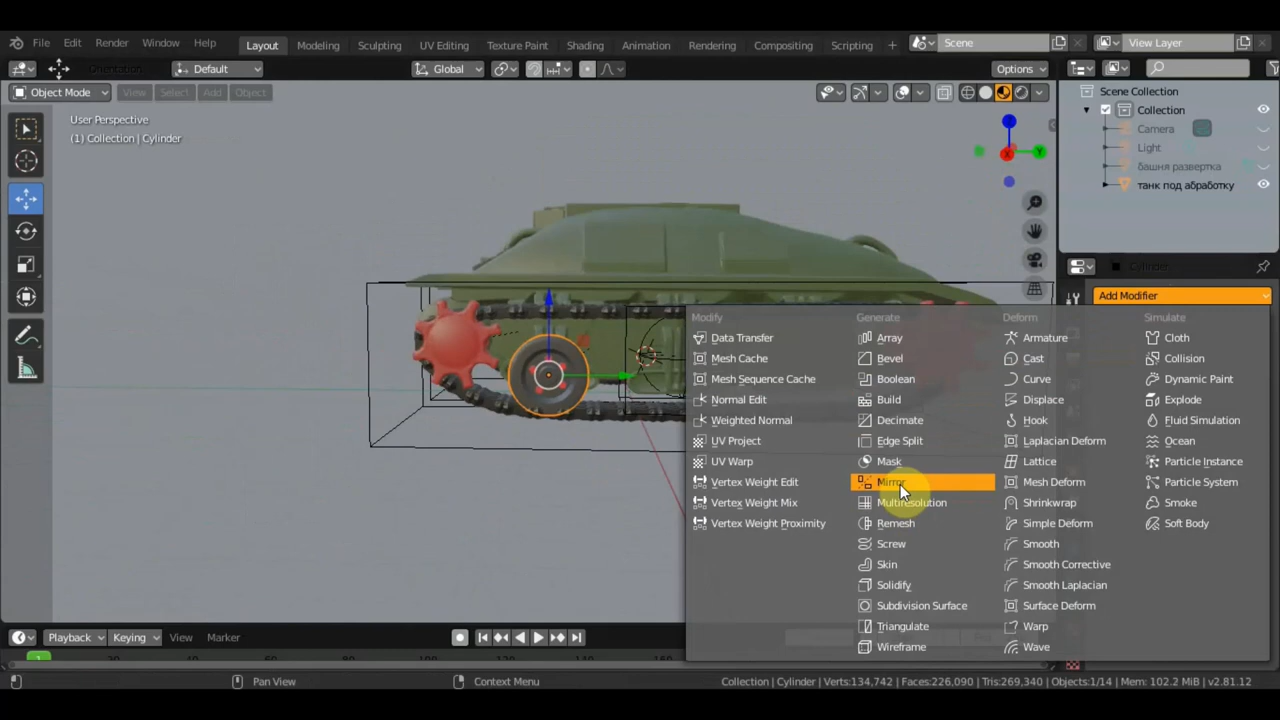 File Edit Render Window Help Layout Modeling Sculpting UV Editing Texture Paint Shading Animation Rendering Compositing Scripting + Scene View Layer
Orientation Default Global Options
Object Mode View Select Add Object
Scene Collection
Collection
Camera
Light
башня развертка
танк под абработку
User Perspective
(1) Collection | Cylinder
X Y
Cylinder
Add Modifier
Modify
Data Transfer
Mesh Cache
Mesh Sequence Cache
Normal Edit
Weighted Normal
UV Project
UV Warp
Vertex Weight Edit
Vertex Weight Mix
Vertex Weight Proximity
Generate
Array
Bevel
Boolean
Build
Decimate
Edge Split
Mask
Mirror
Multiresolution
Remesh
Screw
Skin
Solidify
Subdivision Surface
Triangulate
Wireframe
Deform
Armature
Cast
Curve
Displace
Hook
Laplacian Deform
Lattice
Mesh Deform
Shrinkwrap
Simple Deform
Smooth
Smooth Corrective
Smooth Laplacian
Surface Deform
Warp
Wave
Simulate
Cloth
Collision
Dynamic Paint
Explode
Fluid Simulation
Ocean
Particle Instance
Particle System
Smoke
Soft Body
Playback Keying View Marker
1
Pan View Context Menu Collection | Cylinder | Verts:134,742 | Faces:226,090 | Tris:269,340 | Objects:1/14 | Mem: 102.2 MiB | v2.81.12